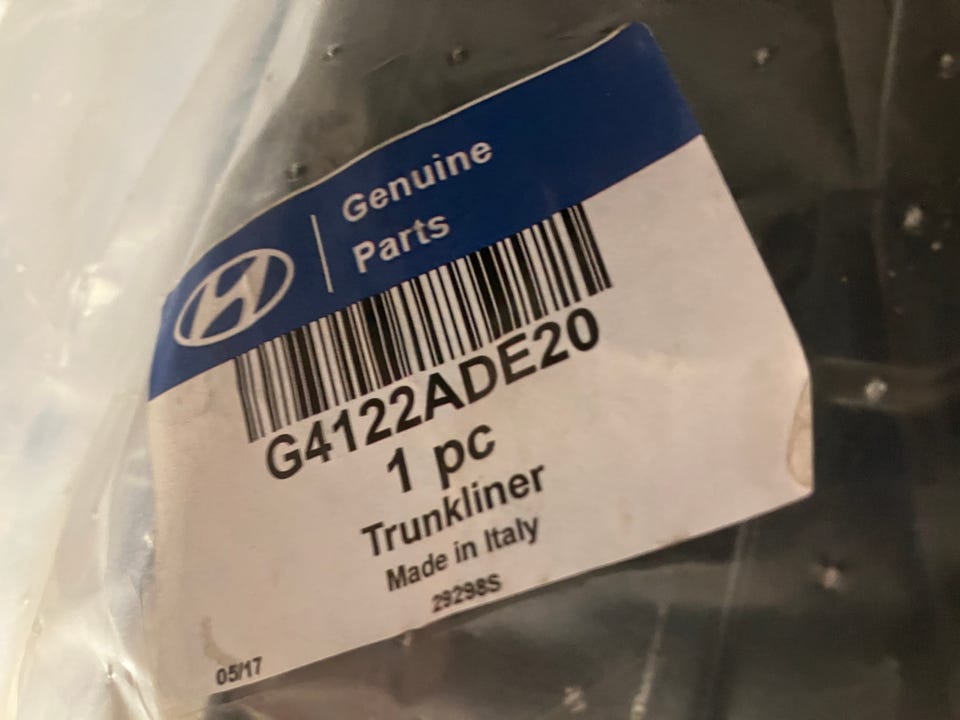 Genuine
Parts
G4122ADE20
1 pc
Trunkliner
Made in Italy
29298S
05/17